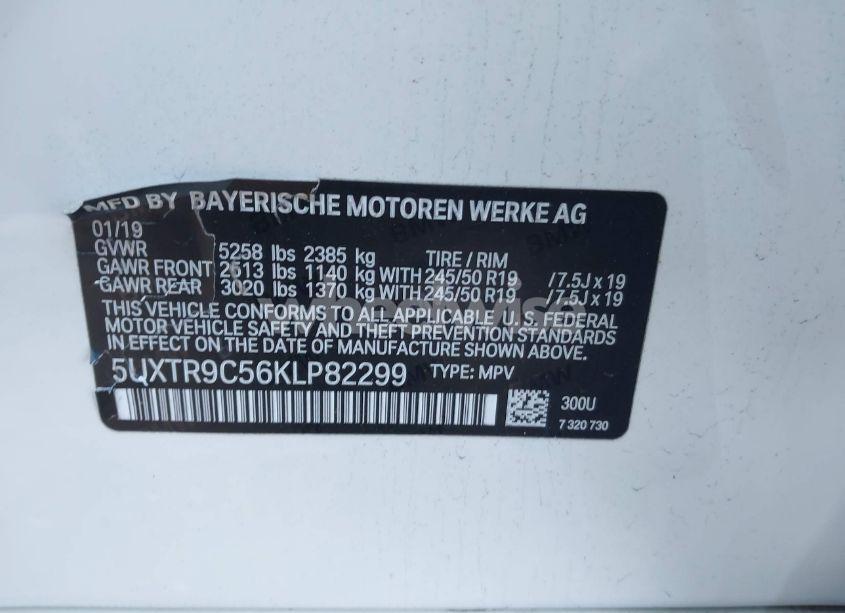 MFD BY BAYERISCHE MOTOREN WERKE AG
01/19
GVWR 5258 lbs 2385 kg TIRE / RIM
GAWR FRONT 2513 lbs 1140 kg WITH 245/50 R19 / 7.5J x 19
GAWR REAR 3020 lbs 1370 kg WITH 245/50 R19 / 7.5J x 19
THIS VEHICLE CONFORMS TO ALL APPLICABLE U. S. FEDERAL
MOTOR VEHICLE SAFETY AND THEFT PREVENTION STANDARDS
IN EFFECT ON THE DATE OF MANUFACTURE SHOWN ABOVE.
5UXTR9C56KLP82299 TYPE: MPV
300U
7 320 730